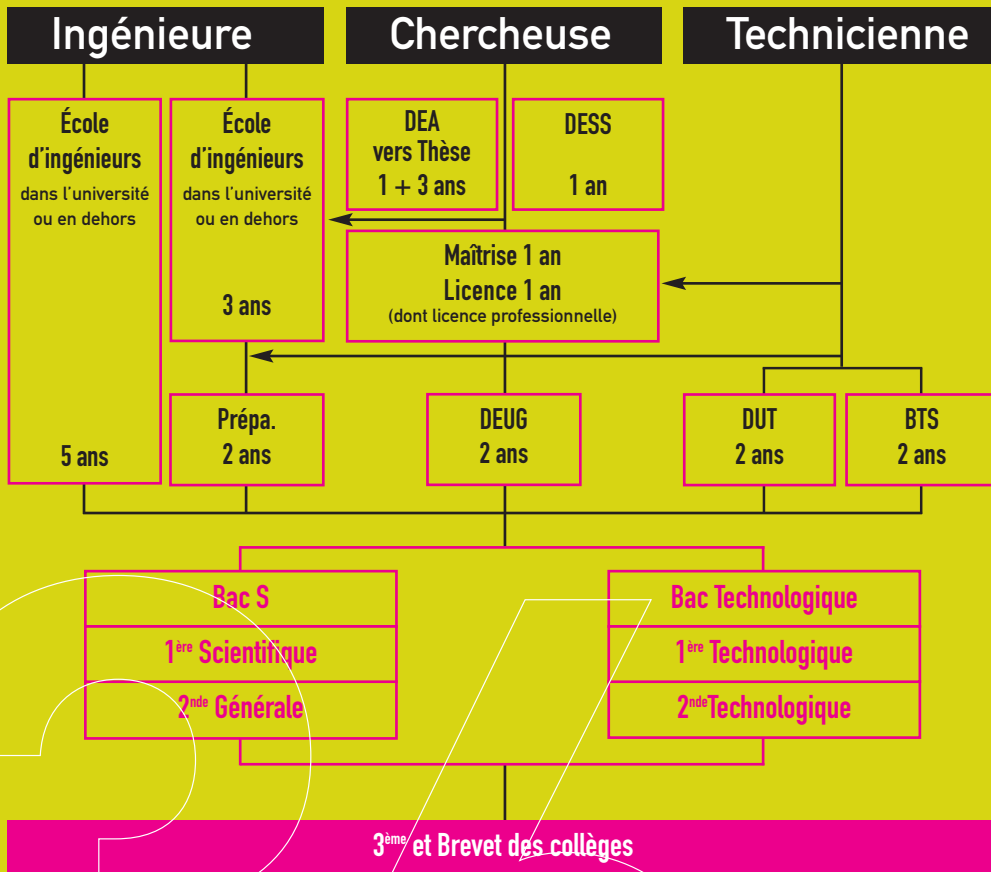 Ingénieure
Chercheuse
Technicienne
École
d'ingénieurs
dans l'université
ou en dehors
5 ans
École
d'ingénieurs
dans l'université
ou en dehors
3 ans
DEA
vers Thèse
1 + 3 ans
DESS
1 an
Maîtrise 1 an
Licence 1 an
(dont licence professionnelle)
Prépa.
2 ans
DEUG
2 ans
DUT
2 ans
BTS
2 ans
Bac S
1ère Scientifique
2nde Générale
Bac Technologique
1ère Technologique
2ndeTechnologique
3ème et Brevet des collèges